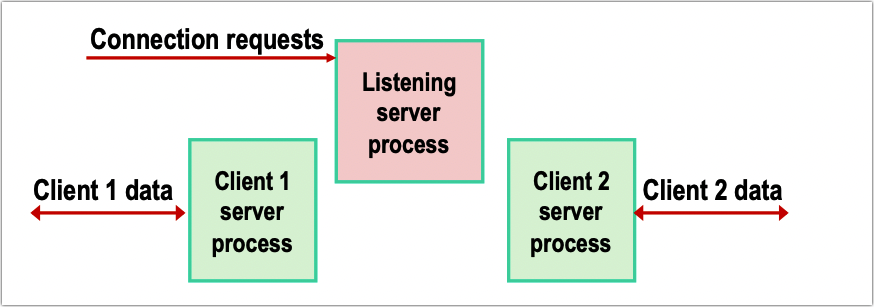 Connection requests
Listening
server
process
Client 1 data
Client 1
server
process
Client 2
server
process
Client 2 data